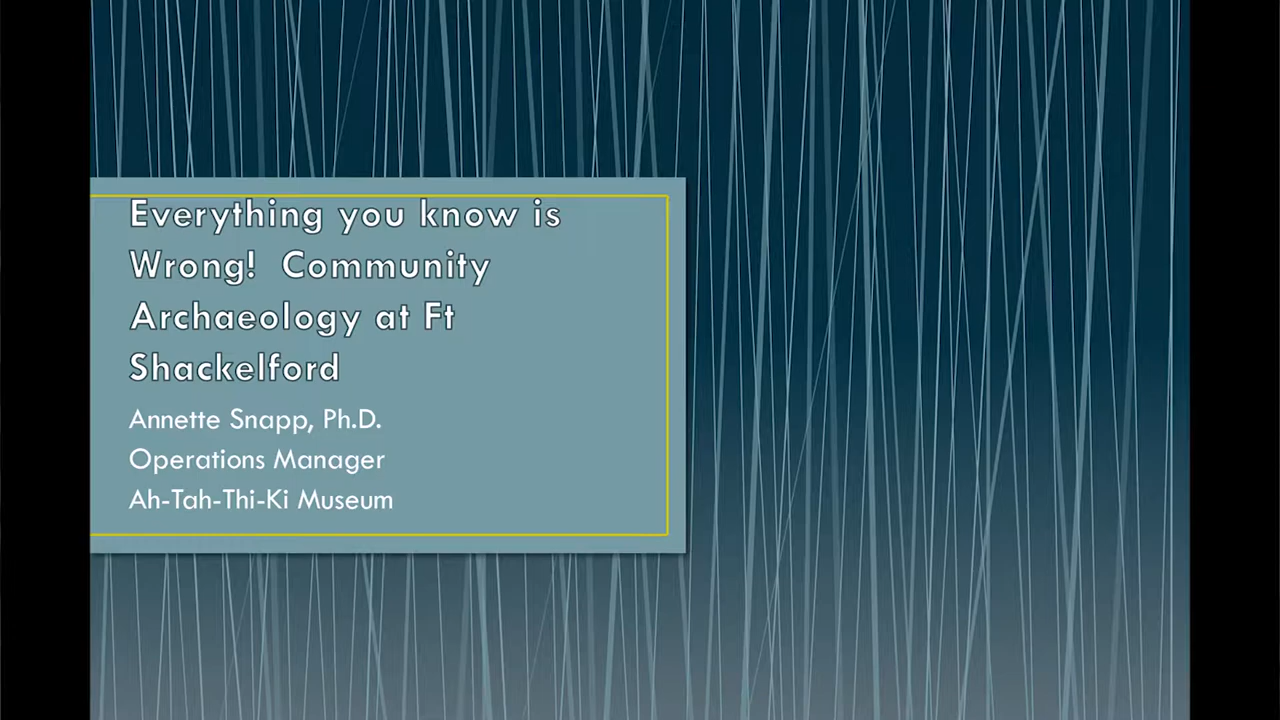 Everything you know is
Wrong!  Community
Archaeology at Ft
Shackelford
Annette Snapp, Ph.D.
Operations Manager
Ah-Tah-Thi-Ki Museum